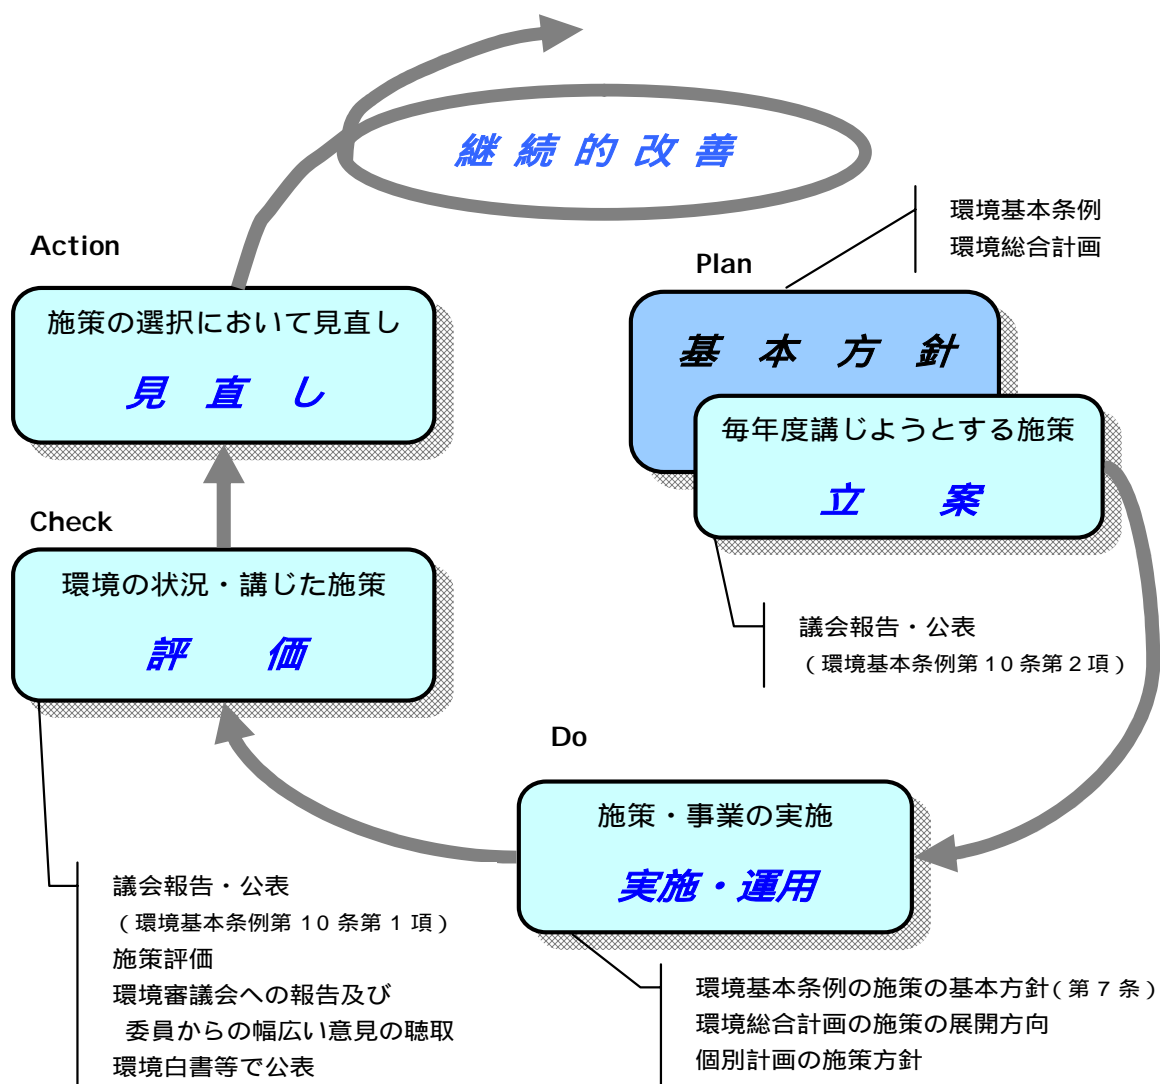 継続的改善
環境基本条例
環境総合計画
Action
Plan
施策の選択において見直し
見直し
基本方針
毎年度講じようとする施策
立案
Check
環境の状況・講じた施策
評価
議会報告・公表
(環境基本条例第10条第2項)
Do
施策・事業の実施
実施・運用
議会報告・公表
(環境基本条例第10条第1項)
施策評価
環境審議会への報告及び
委員からの幅広い意見の聴取
環境白書等で公表
環境基本条例の施策の基本方針(第7条)
環境総合計画の施策の展開方向
個別計画の施策方針